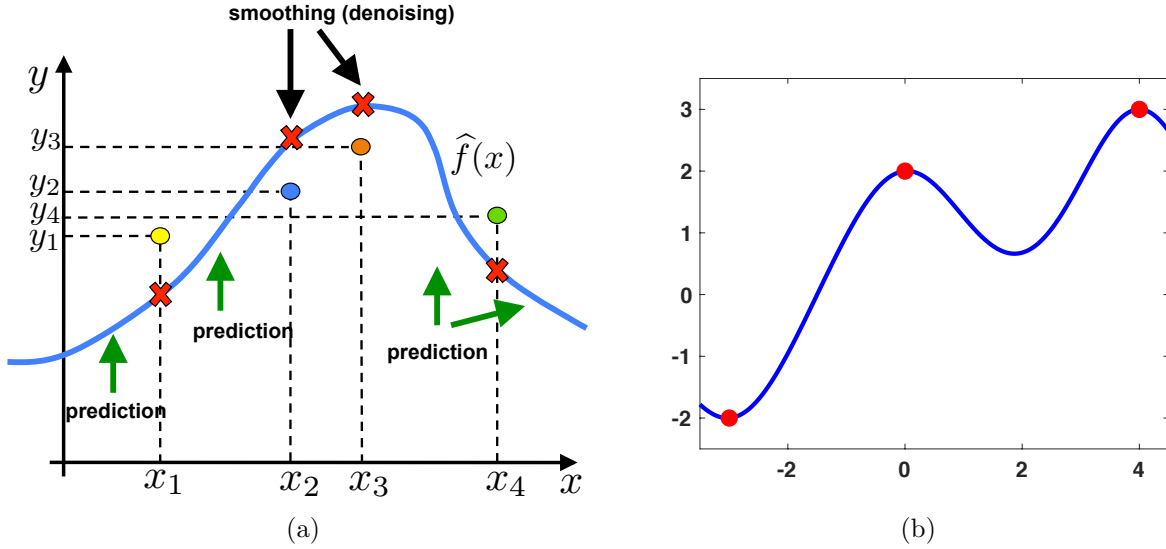 smoothing (denoising)
y
y₃
y₂
y₄
y₁
f̂(x)
prediction
prediction
prediction
x₁ x₂ x₃ x₄ x
(a)
3
2
1
0
-1
-2
-2 0 2 4
(b)